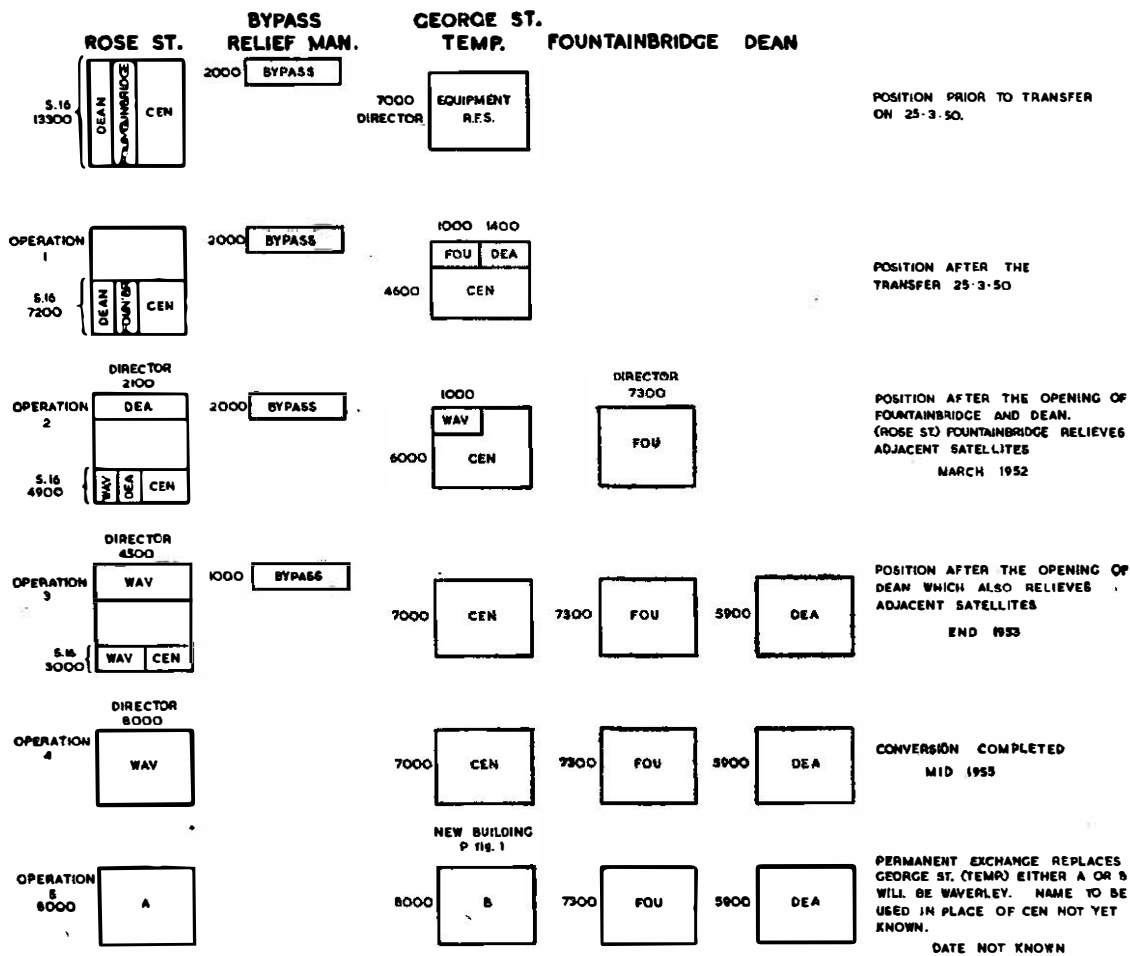 ROSE ST.
BYPASS
RELIEF MAN.
GEORGE ST.
TEMP.
FOUNTAINBRIDGE
DEAN
S.16
13300
DEAN
FOUNTAINBRIDGE
CEN
2000
BYPASS
7000
DIRECTOR
EQUIPMENT
R.F.S.
POSITION PRIOR TO TRANSFER
ON 25-3-50.
OPERATION
1
S.16
7200
DEAN
FOUN'BR
CEN
2000
BYPASS
1000
1400
FOU
DEA
4600
CEN
POSITION AFTER THE
TRANSFER 25-3-50
OPERATION
2
DIRECTOR
2100
DEA
S.16
4900
WAV
DEA
CEN
2000
BYPASS
1000
WAV
6000
CEN
DIRECTOR
7300
FOU
POSITION AFTER THE OPENING OF
FOUNTAINBRIDGE AND DEAN.
(ROSE ST.) FOUNTAINBRIDGE RELIEVES
ADJACENT SATELLITES
MARCH 1952
OPERATION
3
DIRECTOR
4500
WAV
S.16
3000
WAV
CEN
1000
BYPASS
7000
CEN
7300
FOU
5900
DEA
POSITION AFTER THE OPENING OF
DEAN WHICH ALSO RELIEVES
ADJACENT SATELLITES
END 1953
OPERATION
4
DIRECTOR
8000
WAV
7000
CEN
7300
FOU
5900
DEA
CONVERSION COMPLETED
MID 1955
OPERATION
5
8000
A
NEW BUILDING
P fig. 1
8000
B
7300
FOU
5900
DEA
PERMANENT EXCHANGE REPLACES
GEORGE ST. (TEMP.) EITHER A OR B
WILL BE WAVERLEY. NAME TO BE
USED IN PLACE OF CEN NOT YET
KNOWN.
DATE NOT KNOWN